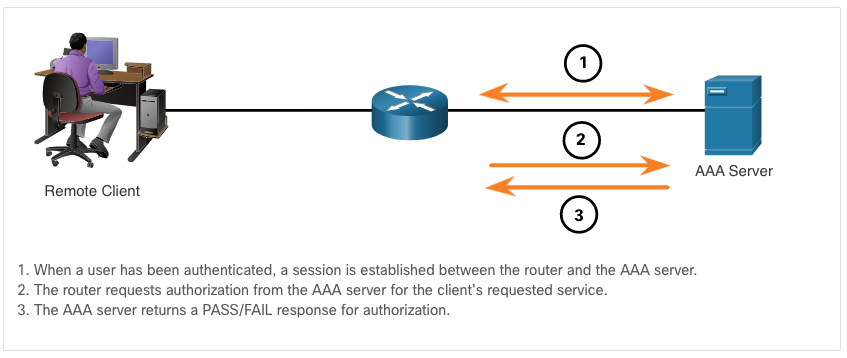 1
2
AAA Server
Remote Client
3
1. When a user has been authenticated, a session is established between the router and the AAA server.
2. The router requests authorization from the AAA server for the client's requested service.
3. The AAA server returns a PASS/FAIL response for authorization.